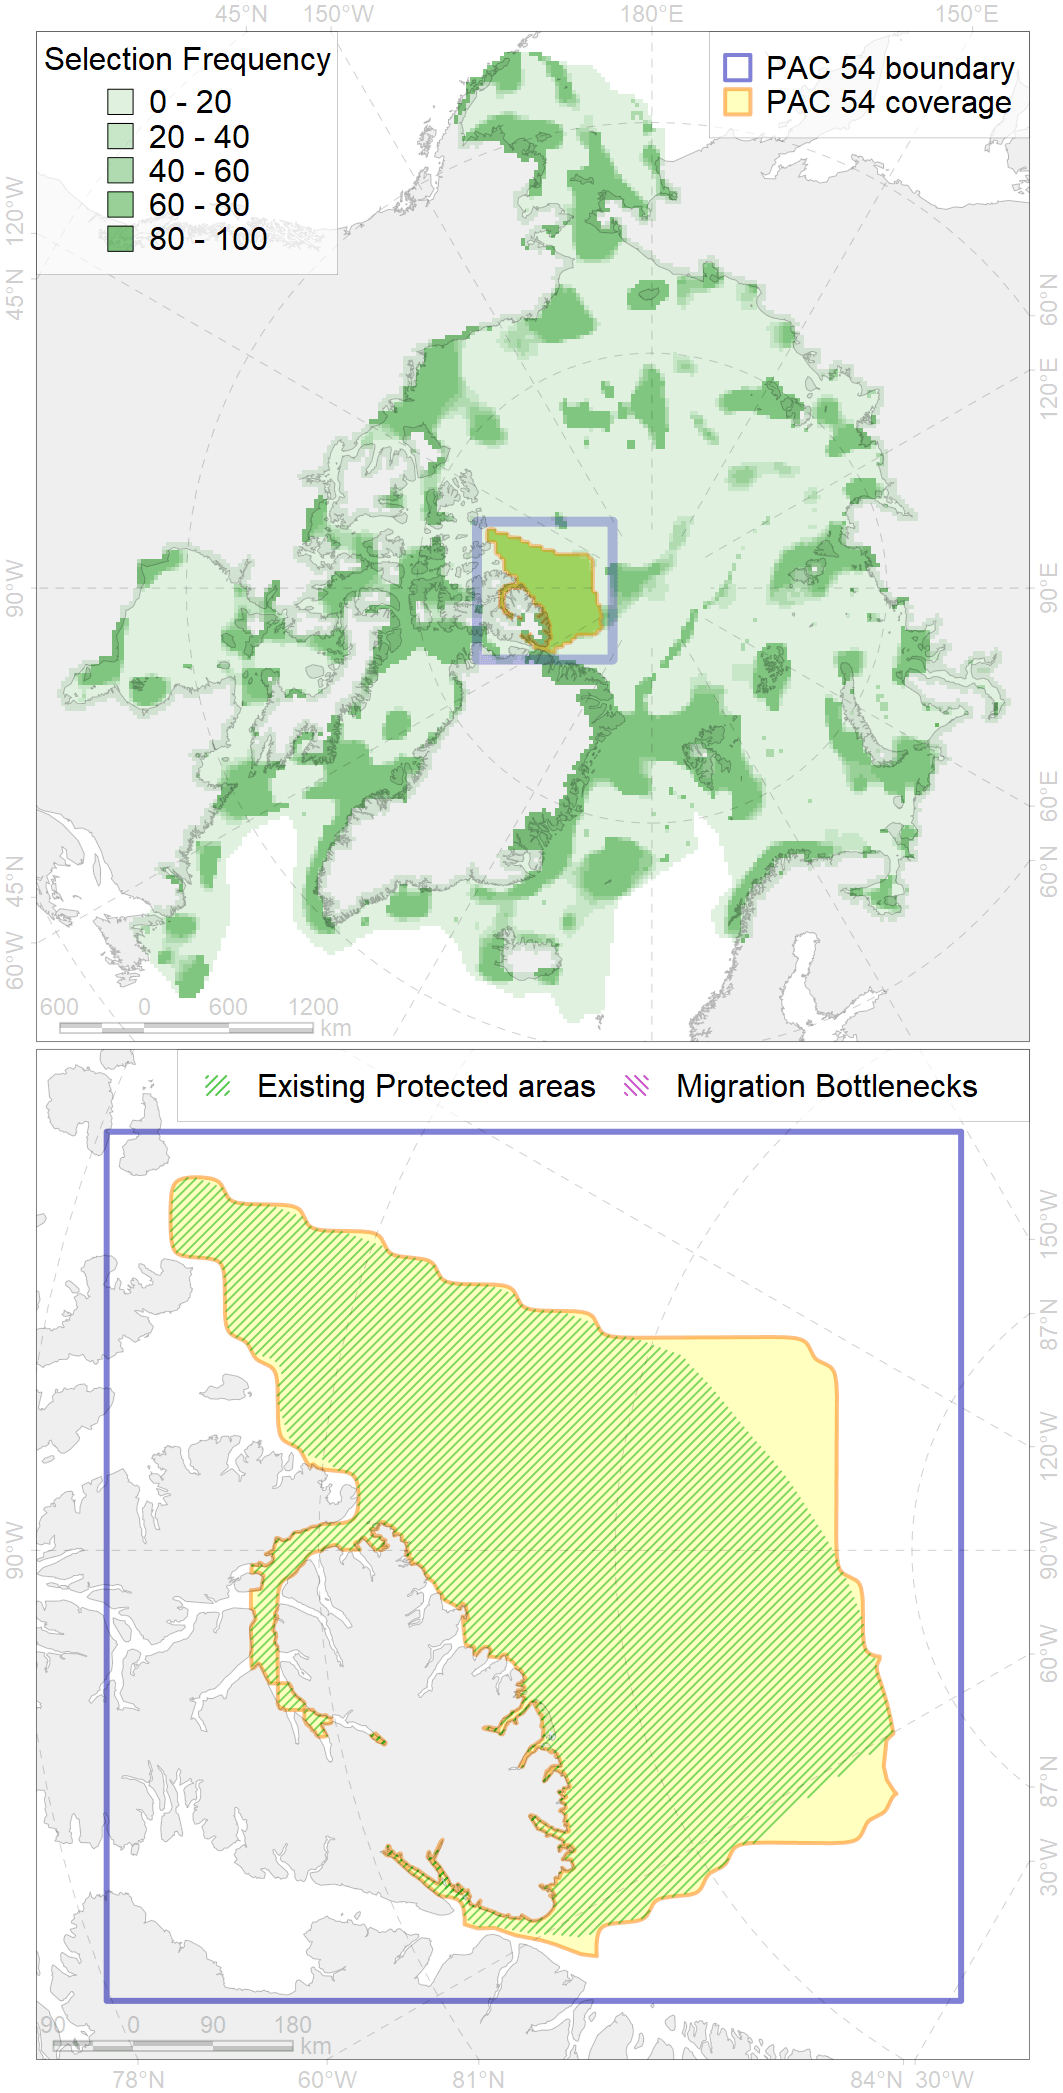 45°N 150°W 180°E 150°E
Selection Frequency
0 - 20
20 - 40
40 - 60
60 - 80
80 - 100
PAC 54 boundary
PAC 54 coverage
120°W
45°N
90°W
45°N
60°W
60°N
120°E
90°E
60°E
60°N
600 0 600 1200
km
Existing Protected areas
Migration Bottlenecks
90°W
150°W
87°N
120°W
90°W
60°W
87°N
30°W
90 0 90 180
km
78°N 60°W 81°N 84°N 30°W